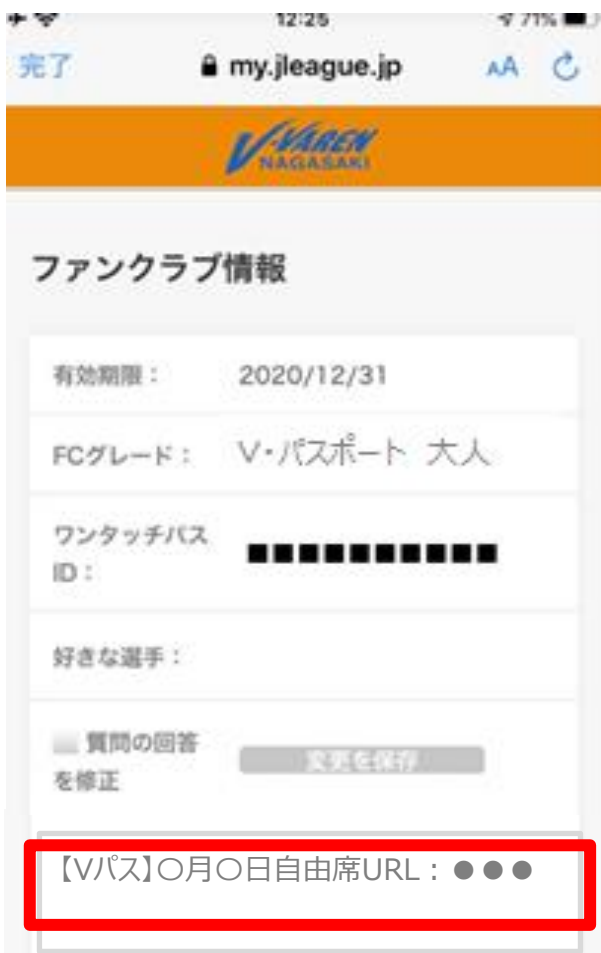 12:25
71%
完了
my.jleague.jp
AA
V-VAREN
NAGASAKI
ファンクラブ情報
有効期限： 2020/12/31
FCグレード： V・パスポート 大人
ワンタッチパス
ID： ■■■■■■■■■■
好きな選手：
質問の回答
を修正
変更を保存
【Vパス】〇月〇日自由席URL：●●●